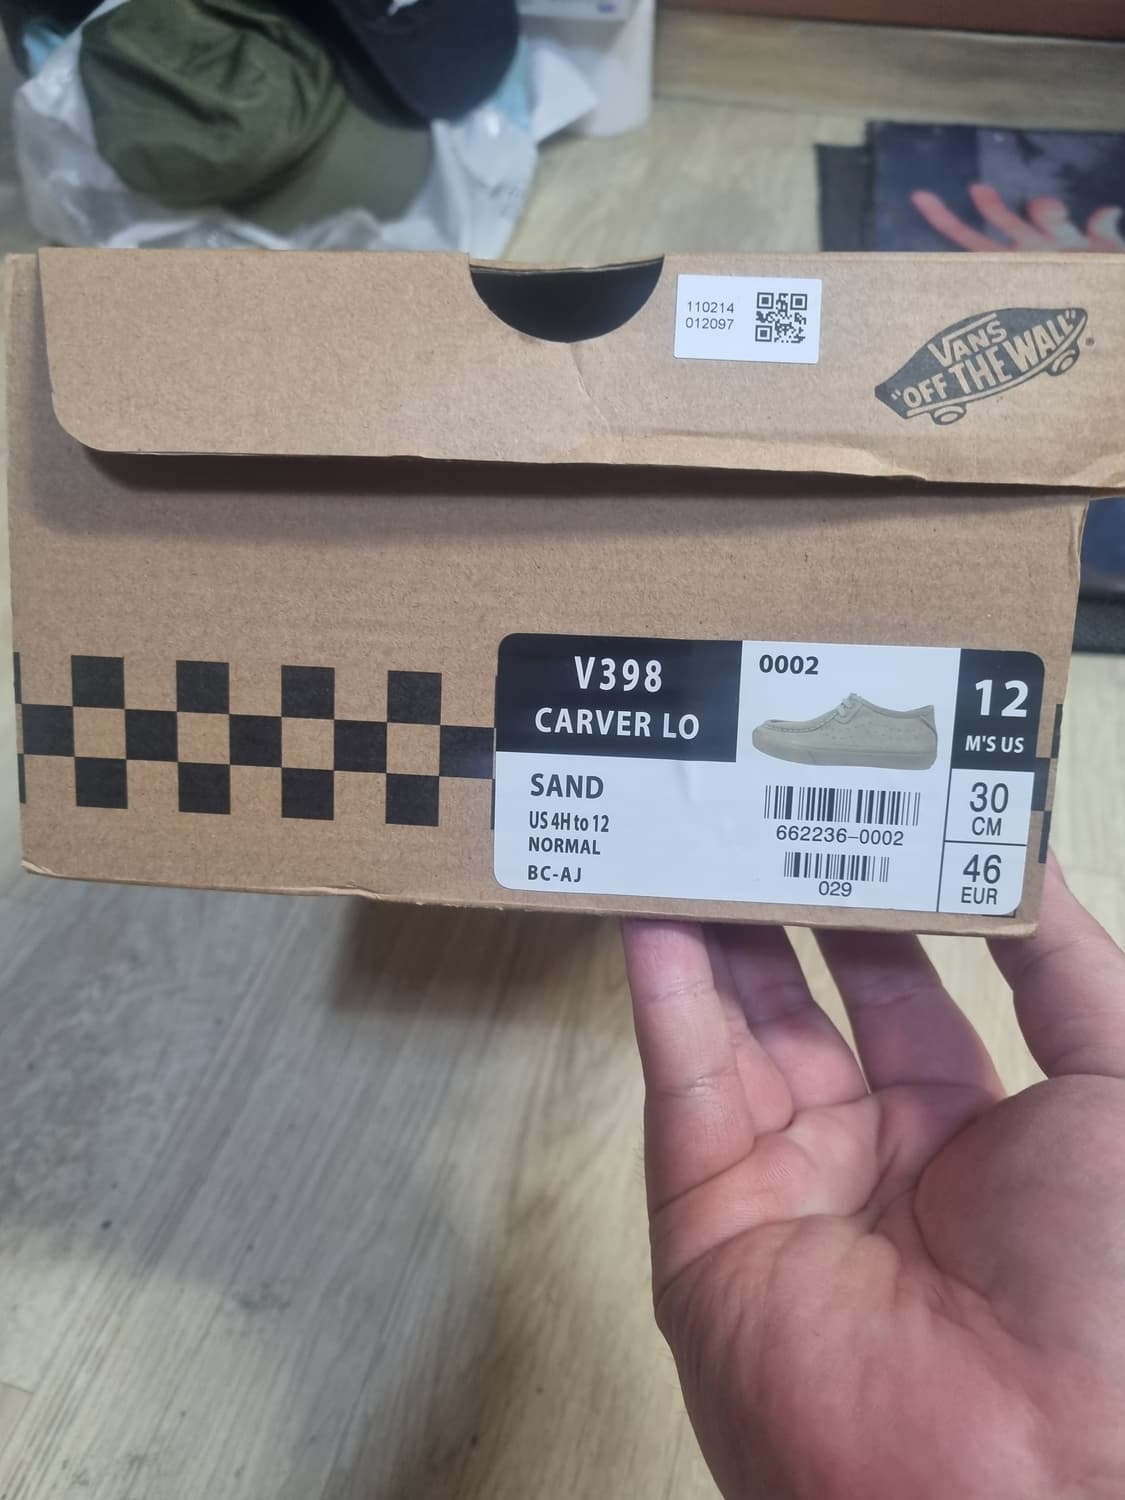 110214
012097
VANS
"OFF THE WALL"
®
V398
CARVER LO
0002
12
M'S US
SAND
US 4H to 12
NORMAL
BC-AJ
662236-0002
029
30
CM
46
EUR